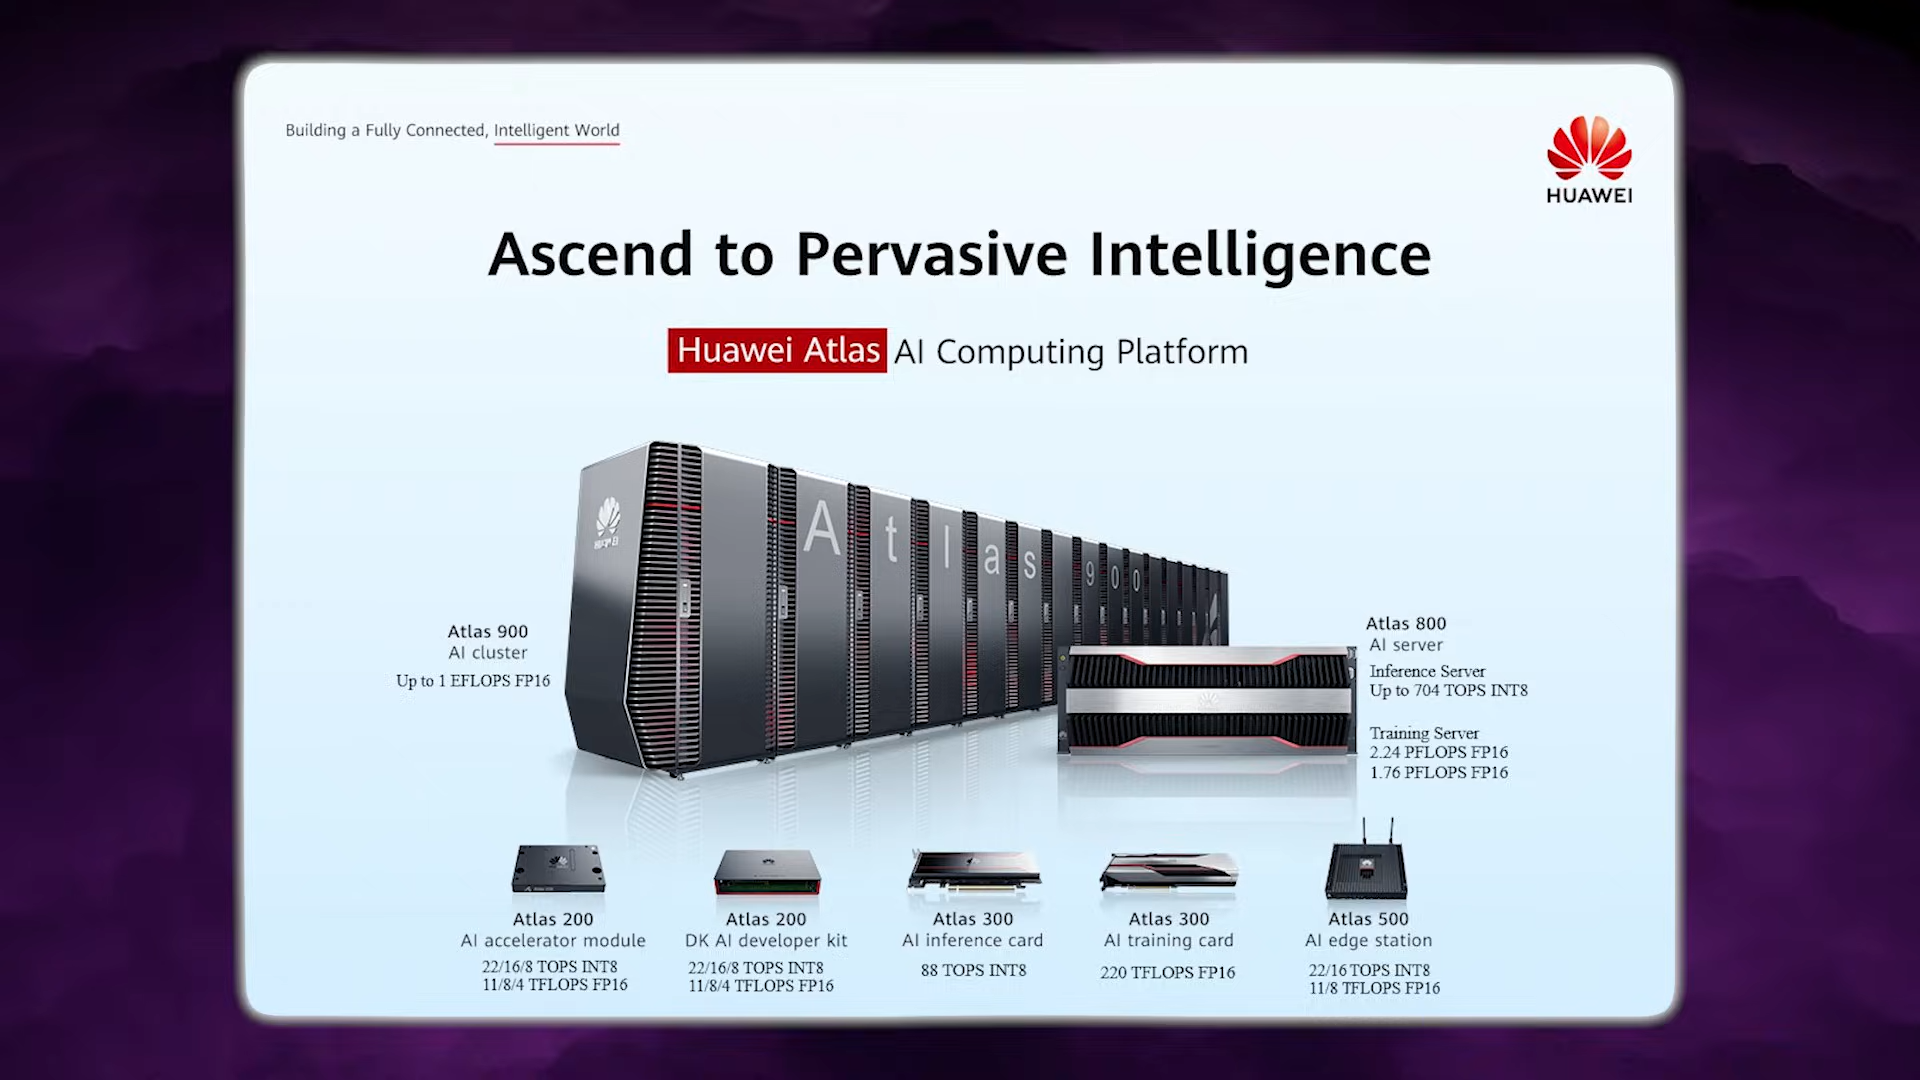 Building a Fully Connected, Intelligent World
HUAWEI
Ascend to Pervasive Intelligence
Huawei Atlas AI Computing Platform
HUAWEI
Atlas 900
Atlas 900
AI cluster
Up to 1 EFLOPS FP16
Atlas 800
AI server
Inference Server
Up to 704 TOPS INT8
Training Server
2.24 PFLOPS FP16
1.76 PFLOPS FP16
Atlas 200
AI accelerator module
22/16/8 TOPS INT8
11/8/4 TFLOPS FP16
Atlas 200
DK AI developer kit
22/16/8 TOPS INT8
11/8/4 TFLOPS FP16
Atlas 300
AI inference card
88 TOPS INT8
Atlas 300
AI training card
220 TFLOPS FP16
Atlas 500
AI edge station
22/16 TOPS INT8
11/8 TFLOPS FP16